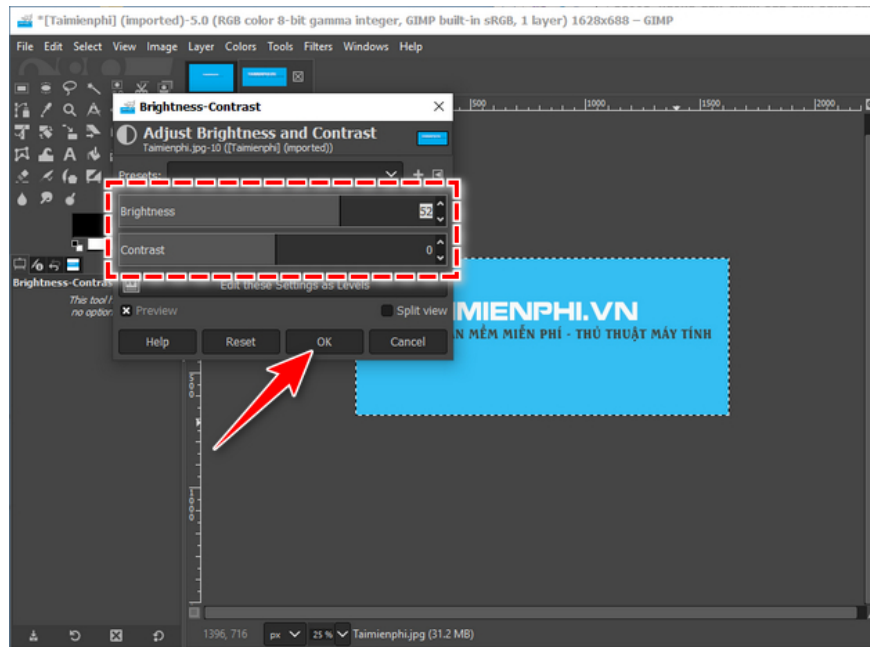 *[Taimienphi] (imported)-5.0 (RGB color 8-bit gamma integer, GIMP built-in sRGB, 1 layer) 1628x688 – GIMP
File Edit Select View Image Layer Colors Tools Filters Windows Help
Brightness-Contrast
Adjust Brightness and Contrast
Taimienphi.jpg-10 ([Taimienphi] (imported))
500 1000 1500 2000
Presets:
Brightness 52
Contrast 0
Brightness-Contras
Edit these Settings as Levels
This tool
no option
Preview Split view
MIENPHI.VN
MỀM MIỄN PHÍ - THỦ THUẬT MÁY TÍNH
Help Reset OK Cancel
500
1000
1396, 716 px 25 % Taimienphi.jpg (31.2 MB)